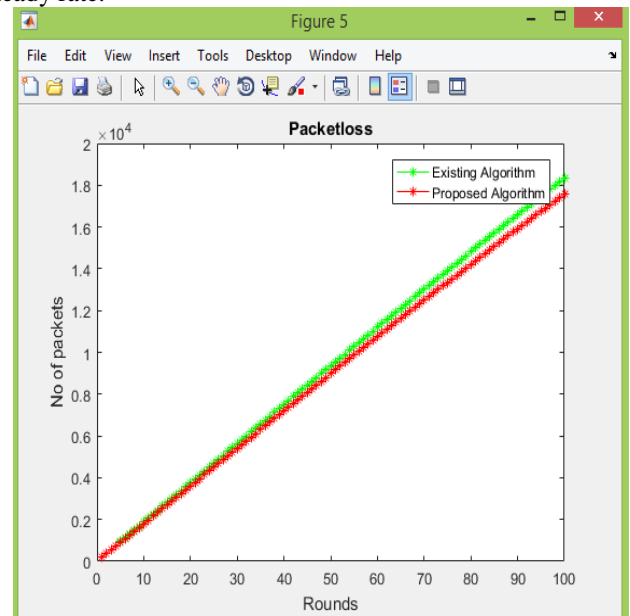 eady rate.
Figure 5
File Edit View Insert Tools Desktop Window Help
Packetloss
×10^4
Existing Algorithm
Proposed Algorithm
2
1.8
1.6
1.4
1.2
1
0.8
0.6
0.4
0.2
0
No of packets
0 10 20 30 40 50 60 70 80 90 100
Rounds